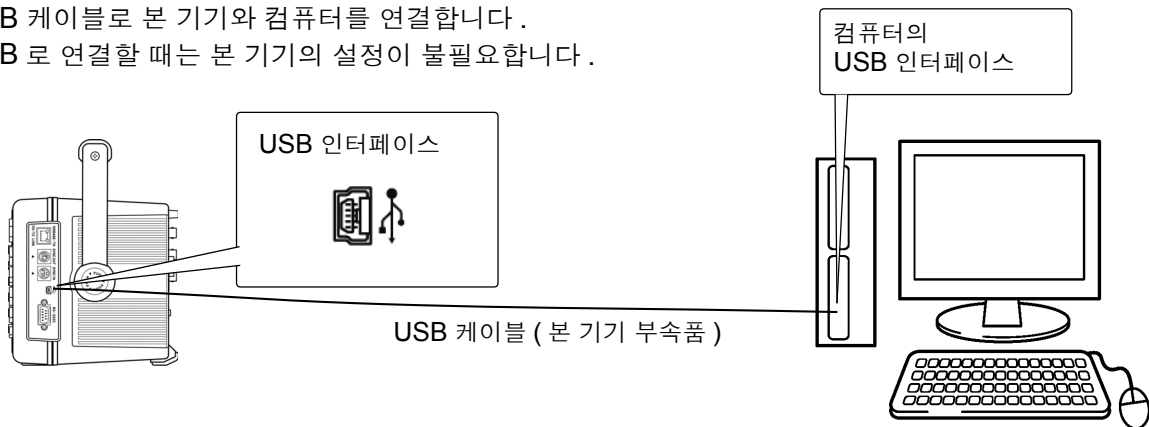 B 케이블로 본 기기와 컴퓨터를 연결합니다 .
B 로 연결할 때는 본 기기의 설정이 불필요합니다 .
컴퓨터의
USB 인터페이스
USB 인터페이스
USB 케이블 ( 본 기기 부속품 )